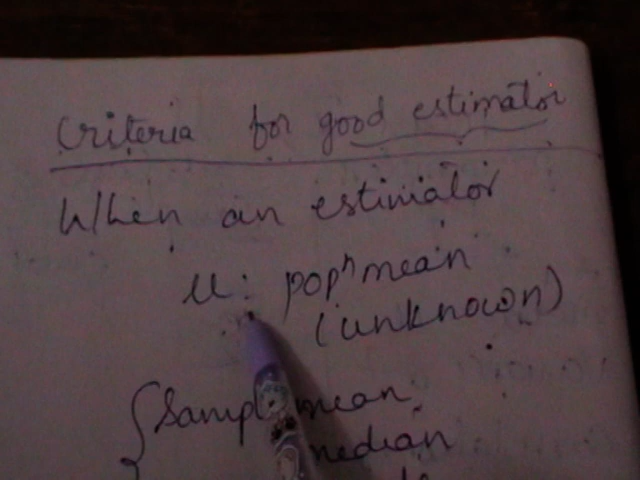 Criteria for good estimator
When an estimator
μ: popⁿ mean
(unknown)
{ Sample mean
median